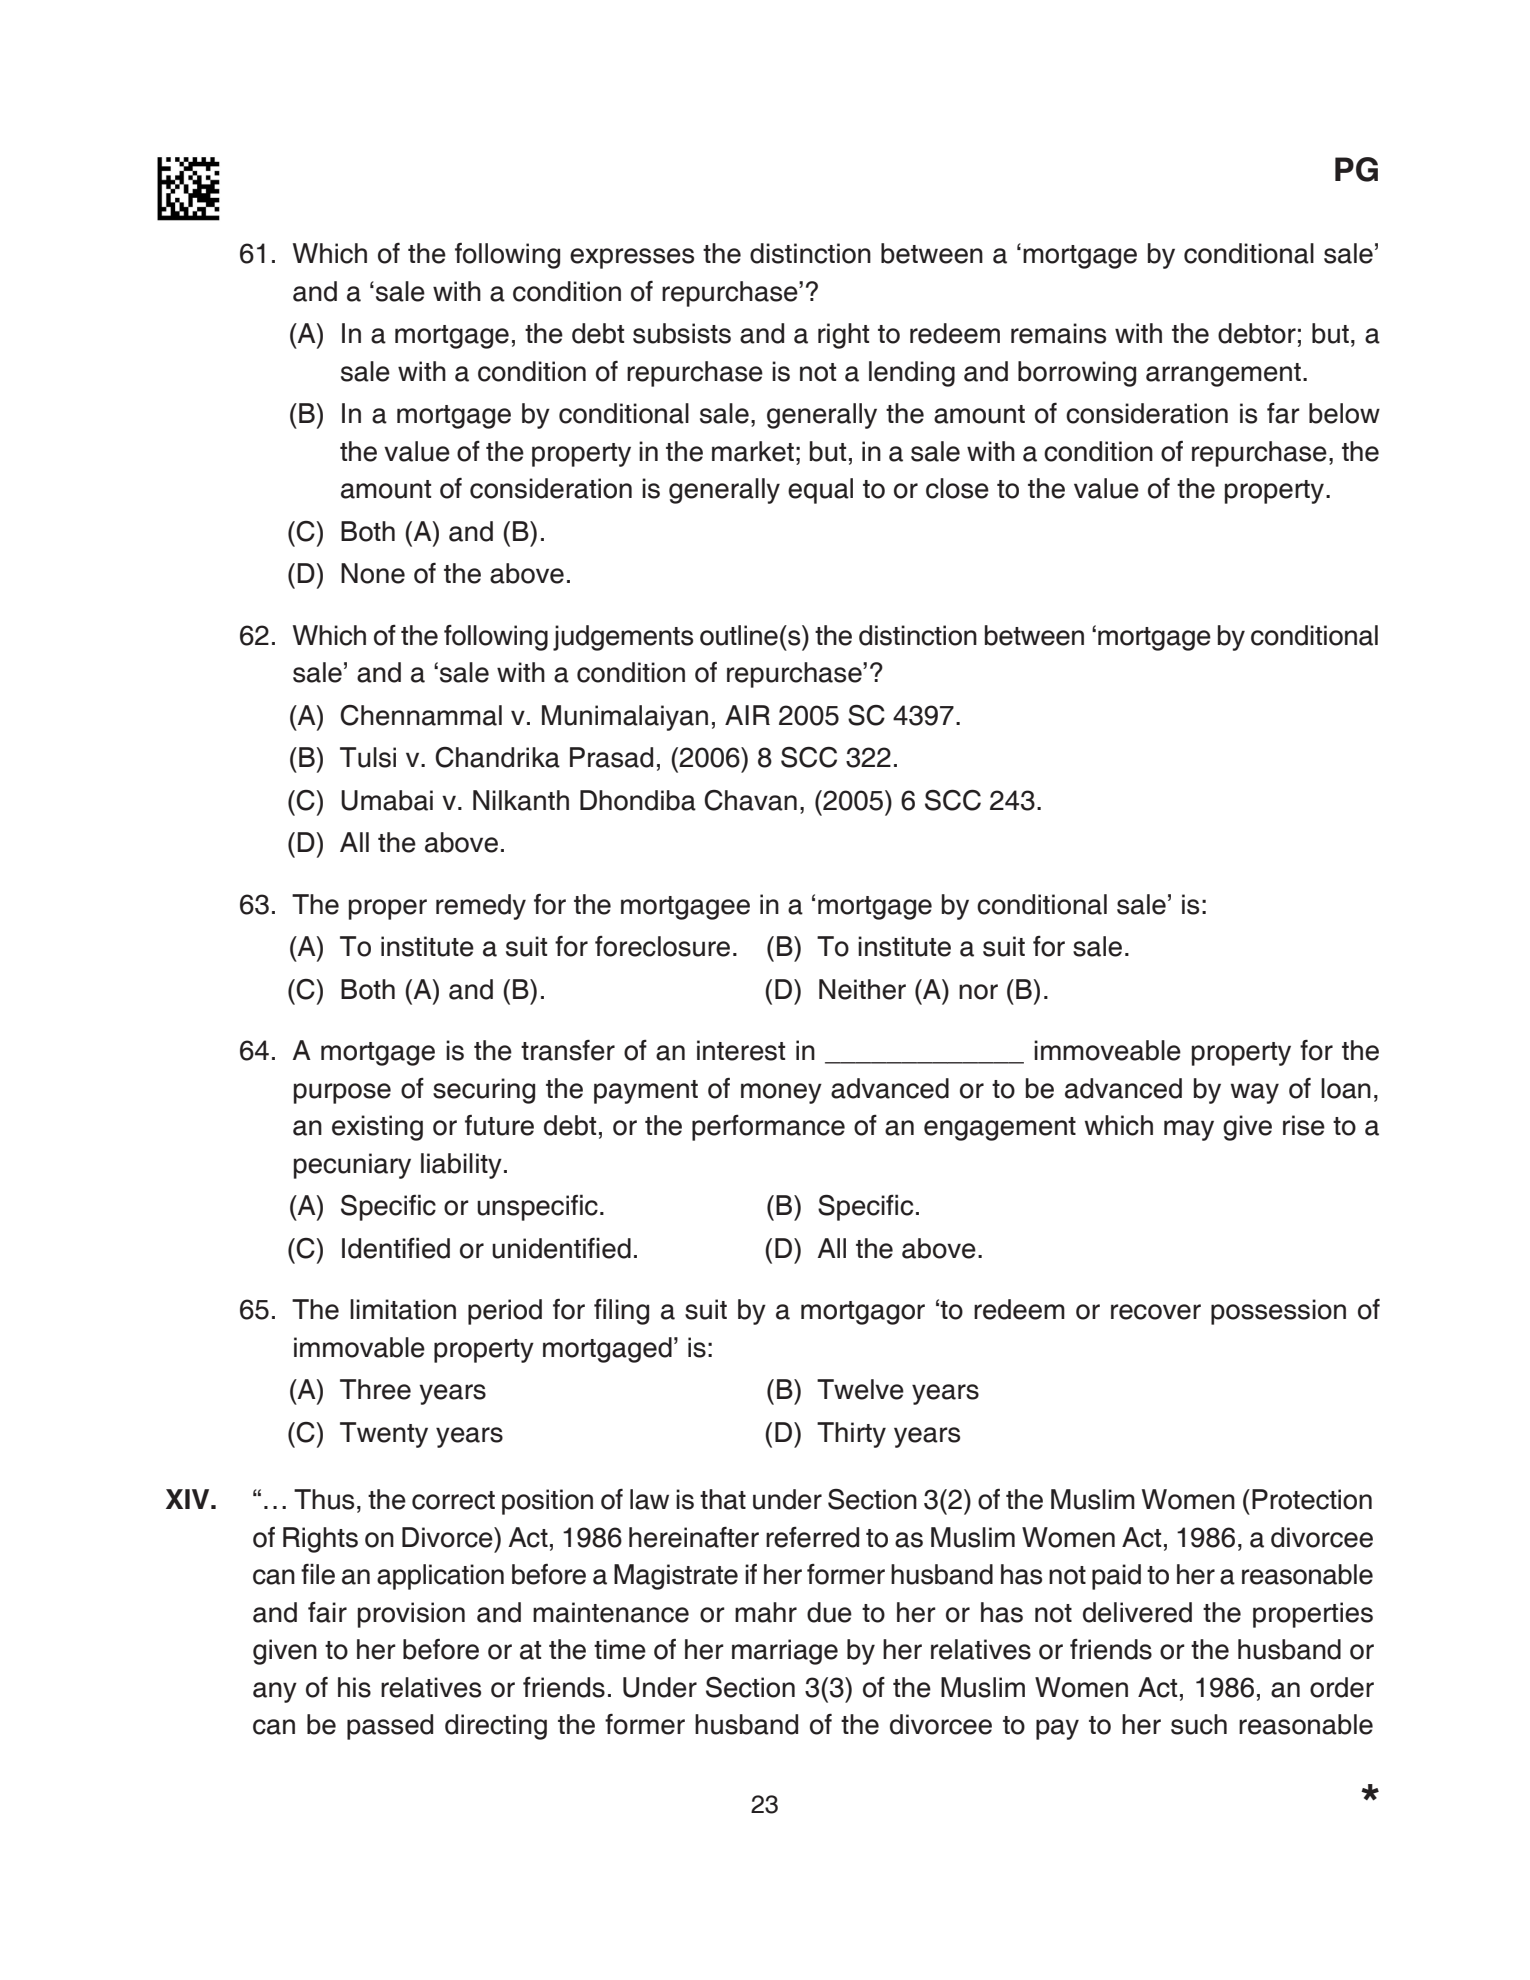 PG
61. Which of the following expresses the distinction between a ‘mortgage by conditional sale’
and a ‘sale with a condition of repurchase’?
(A) In a mortgage, the debt subsists and a right to redeem remains with the debtor; but, a
sale with a condition of repurchase is not a lending and borrowing arrangement.
(B) In a mortgage by conditional sale, generally the amount of consideration is far below
the value of the property in the market; but, in a sale with a condition of repurchase, the
amount of consideration is generally equal to or close to the value of the property.
(C) Both (A) and (B).
(D) None of the above.
62. Which of the following judgements outline(s) the distinction between ‘mortgage by conditional
sale’ and a ‘sale with a condition of repurchase’?
(A) Chennammal v. Munimalaiyan, AIR 2005 SC 4397.
(B) Tulsi v. Chandrika Prasad, (2006) 8 SCC 322.
(C) Umabai v. Nilkanth Dhondiba Chavan, (2005) 6 SCC 243.
(D) All the above.
63. The proper remedy for the mortgagee in a ‘mortgage by conditional sale’ is:
(A) To institute a suit for foreclosure. (B) To institute a suit for sale.
(C) Both (A) and (B). (D) Neither (A) nor (B).
64. A mortgage is the transfer of an interest in _____________ immoveable property for the
purpose of securing the payment of money advanced or to be advanced by way of loan,
an existing or future debt, or the performance of an engagement which may give rise to a
pecuniary liability.
(A) Specific or unspecific. (B) Specific.
(C) Identified or unidentified. (D) All the above.
65. The limitation period for filing a suit by a mortgagor ‘to redeem or recover possession of
immovable property mortgaged’ is:
(A) Three years (B) Twelve years
(C) Twenty years (D) Thirty years
XIV. “… Thus, the correct position of law is that under Section 3(2) of the Muslim Women (Protection
of Rights on Divorce) Act, 1986 hereinafter referred to as Muslim Women Act, 1986, a divorcee
can file an application before a Magistrate if her former husband has not paid to her a reasonable
and fair provision and maintenance or mahr due to her or has not delivered the properties
given to her before or at the time of her marriage by her relatives or friends or the husband or
any of his relatives or friends. Under Section 3(3) of the Muslim Women Act, 1986, an order
can be passed directing the former husband of the divorcee to pay to her such reasonable
23 *